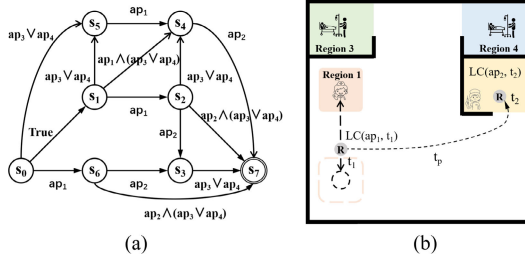 ap₁
s₅
s₄
ap₃∨ap₄
ap₃∨ap₄
ap₁∧(ap₃∨ap₄)
ap₃∨ap₄
ap₂
s₁
ap₁
s₂
True
ap₂
ap₂∧(ap₃∨ap₄)
s₀
ap₁
s₆
ap₂
s₃
ap₃∨ap₄
s₇
ap₂∧(ap₃∨ap₄)
(a)
Region 3
Region 4
Region 1
LC(ap₂, t₂)
R
t₂
LC(ap₁, t₁)
R
t₁
tₚ
(b)